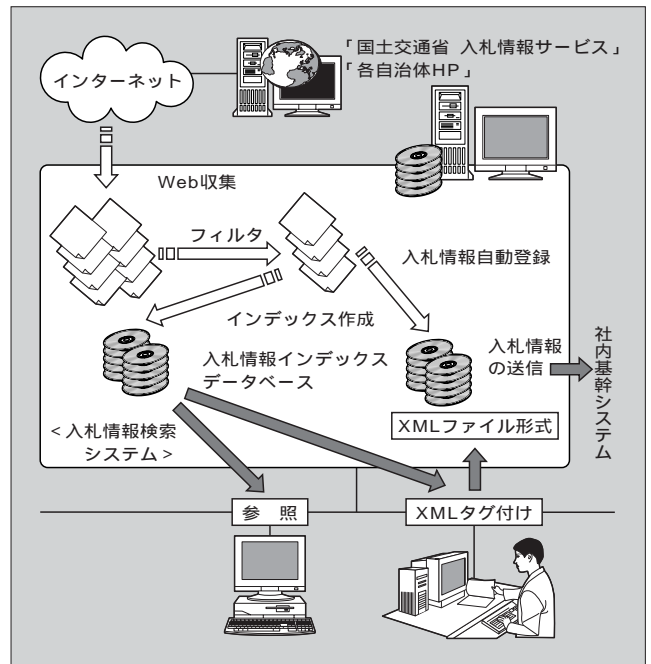 「国土交通省 入札情報サービス」
「各自治体HP」
インターネット
Web収集
フィルタ
入札情報自動登録
インデックス作成
入札情報インデックス
データベース
入札情報
の送信
社内基幹システム
<入札情報検索
システム>
XMLファイル形式
参 照
XMLタグ付け